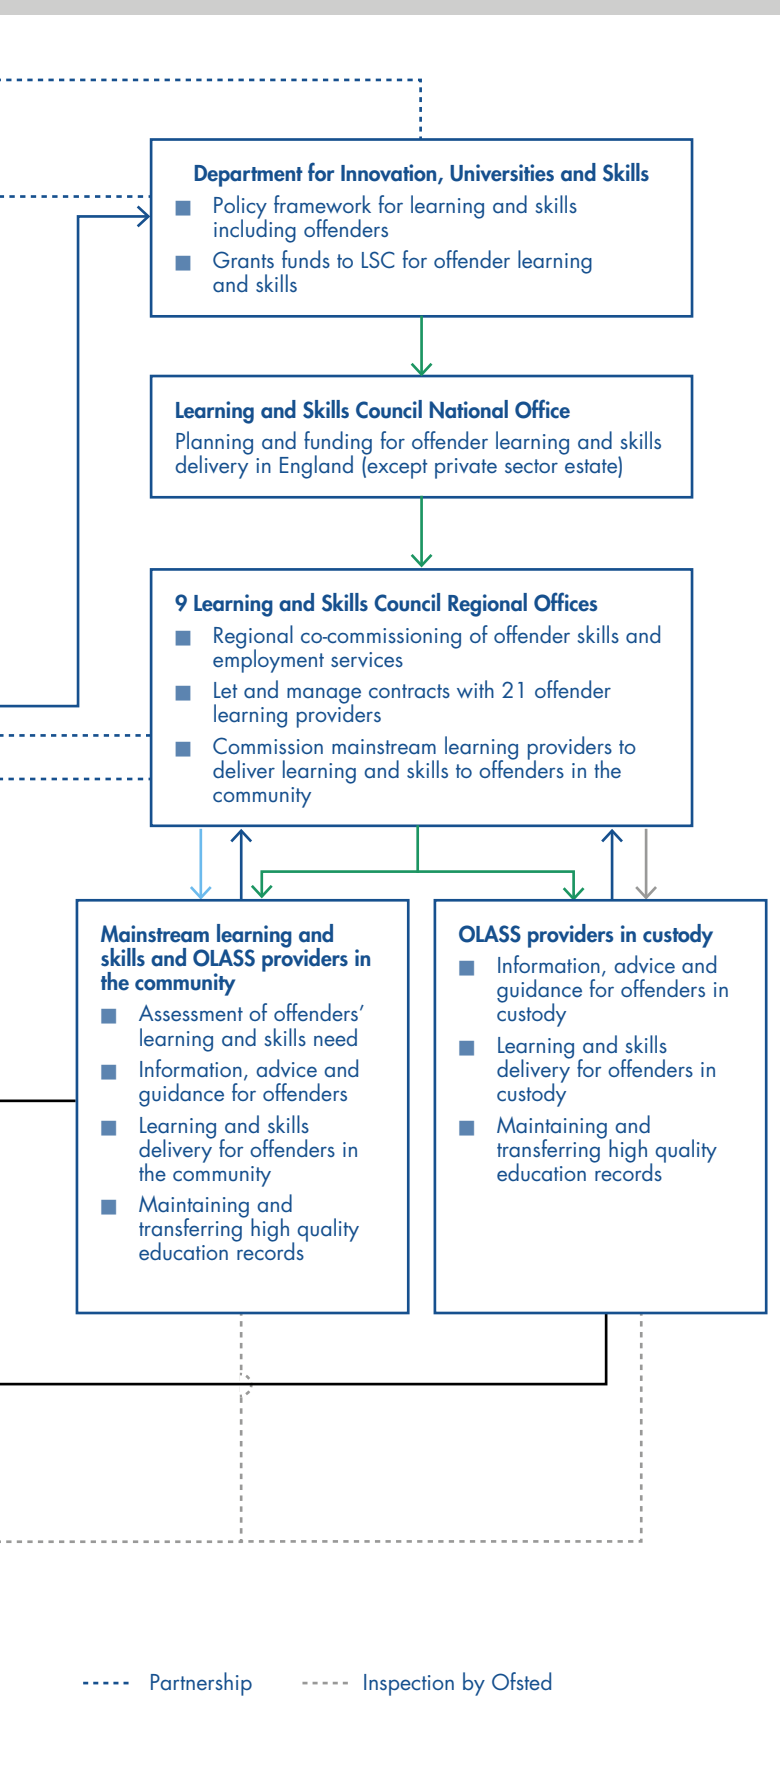 Department for Innovation, Universities and Skills
Policy framework for learning and skills
including offenders
Grants funds to LSC for offender learning
and skills
Learning and Skills Council National Office
Planning and funding for offender learning and skills
delivery in England (except private sector estate)
9 Learning and Skills Council Regional Offices
Regional co-commissioning of offender skills and
employment services
Let and manage contracts with 21 offender
learning providers
Commission mainstream learning providers to
deliver learning and skills to offenders in the
community
Mainstream learning and
skills and OLASS providers in
the community
Assessment of offenders’
learning and skills need
Information, advice and
guidance for offenders
Learning and skills
delivery for offenders in
the community
Maintaining and
transferring high quality
education records
OLASS providers in custody
Information, advice and
guidance for offenders in
custody
Learning and skills
delivery for offenders in
custody
Maintaining and
transferring high quality
education records
Partnership
Inspection by Ofsted